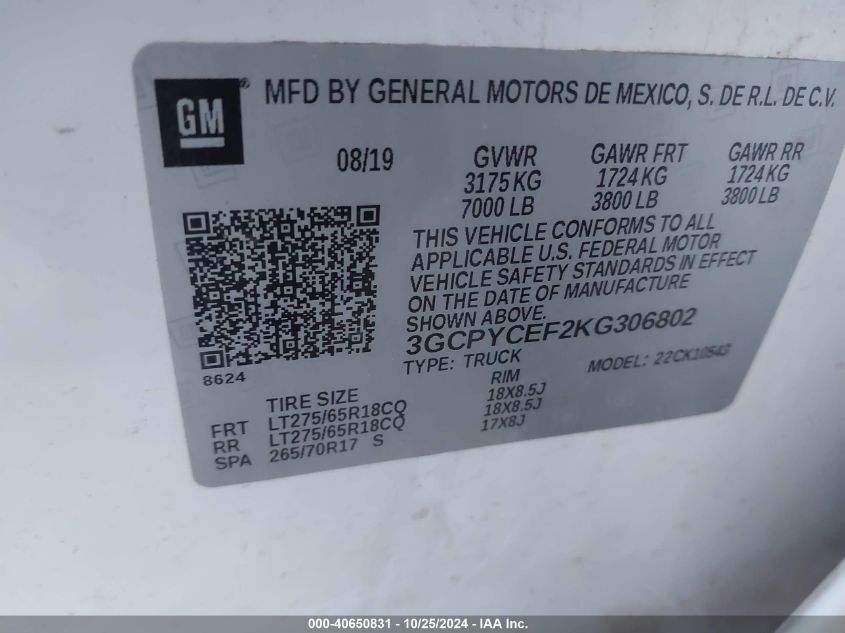 GM® MFD BY GENERAL MOTORS DE MEXICO, S. DE R.L. DE C.V.
08/19 GVWR GAWR FRT GAWR RR
3175 KG 1724 KG 1724 KG
7000 LB 3800 LB 3800 LB
THIS VEHICLE CONFORMS TO ALL
APPLICABLE U.S. FEDERAL MOTOR
VEHICLE SAFETY STANDARDS IN EFFECT
ON THE DATE OF MANUFACTURE
SHOWN ABOVE.
3GCPYCEF2KG306802
8624 TYPE: TRUCK MODEL: 22CK10543
TIRE SIZE RIM
FRT LT275/65R18CQ 18X8.5J
RR LT275/65R18CQ 18X8.5J
SPA 265/70R17 S 17X8J
000-40650831 - 10/25/2024 - IAA Inc.